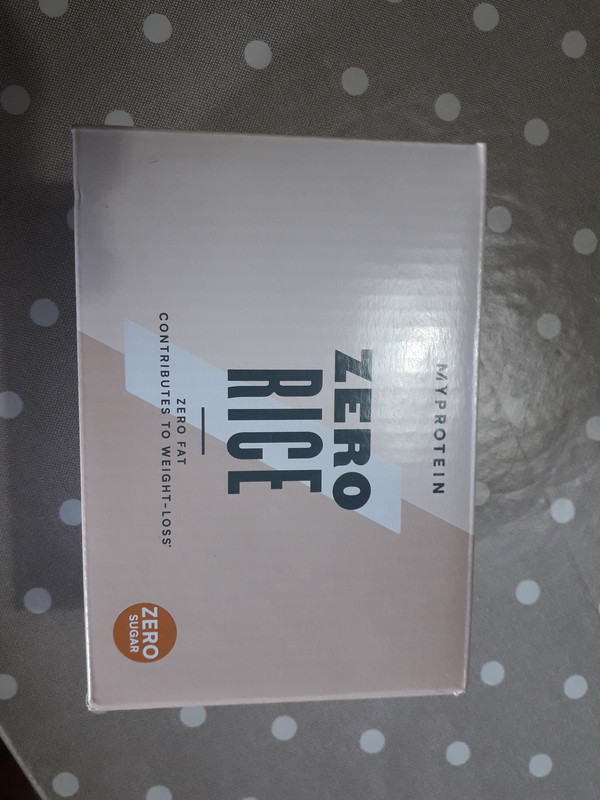 MYPROTEIN
ZERO
RICE
ZERO FAT
CONTRIBUTES TO WEIGHT-LOSS*
ZERO
SUGAR